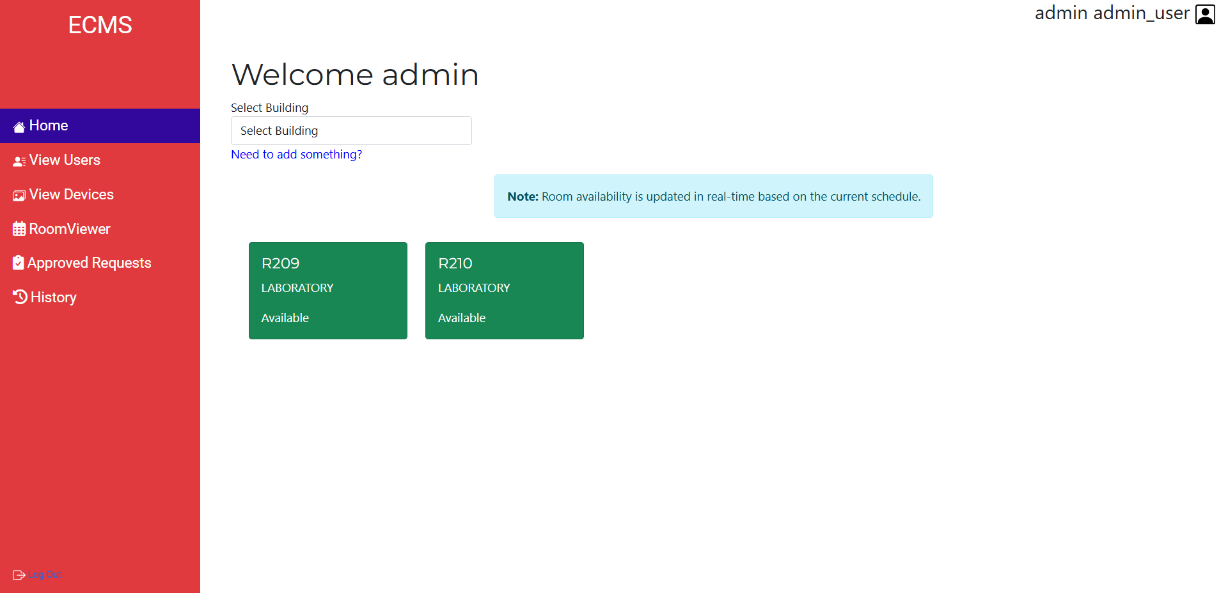 ECMS
admin admin_user
Home
View Users
View Devices
RoomViewer
Approved Requests
History
Log Out
Welcome admin
Select Building
Select Building
Need to add something?
Note: Room availability is updated in real-time based on the current schedule.
R209
LABORATORY
Available
R210
LABORATORY
Available